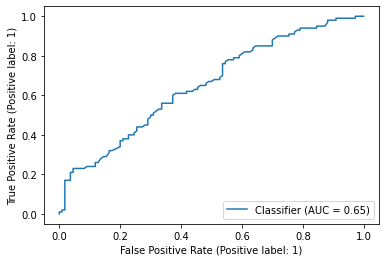 1.0
0.8
0.6
0.4
0.2
0.0
True Positive Rate (Positive label: 1)
Classifier (AUC = 0.65)
0.0 0.2 0.4 0.6 0.8 1.0
False Positive Rate (Positive label: 1)